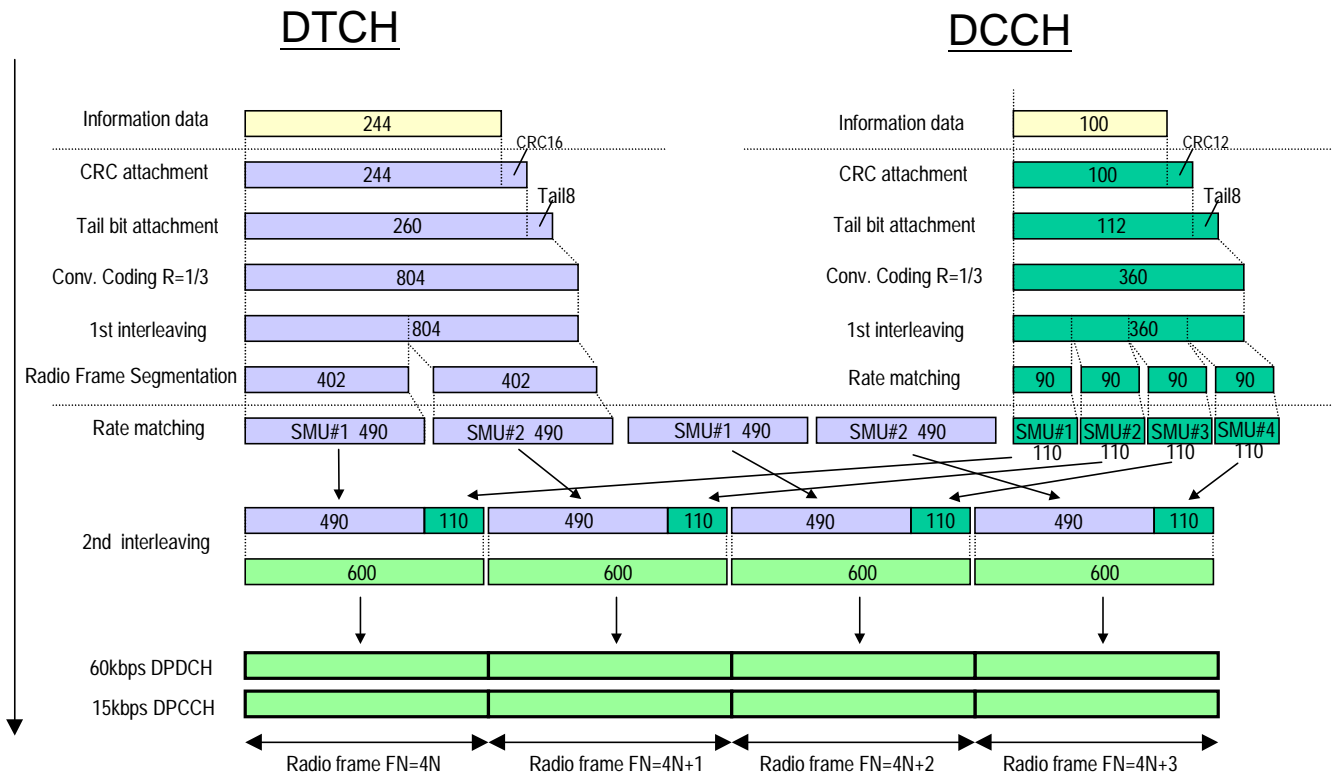 DTCH
DCCH
Information data
244
Information data
100
CRC16
CRC12
CRC attachment
244
CRC attachment
100
Tail8
Tail8
Tail bit attachment
260
Tail bit attachment
112
Conv. Coding R=1/3
804
Conv. Coding R=1/3
360
1st interleaving
804
1st interleaving
360
Radio Frame Segmentation
402
402
Rate matching
90
90
90
90
Rate matching
SMU#1 490
SMU#2 490
SMU#1 490
SMU#2 490
SMU#1
SMU#2
SMU#3
SMU#4
110
110
110
110
2nd interleaving
490
110
490
110
490
110
490
110
600
600
600
600
60kbps DPDCH
15kbps DPCCH
Radio frame FN=4N
Radio frame FN=4N+1
Radio frame FN=4N+2
Radio frame FN=4N+3